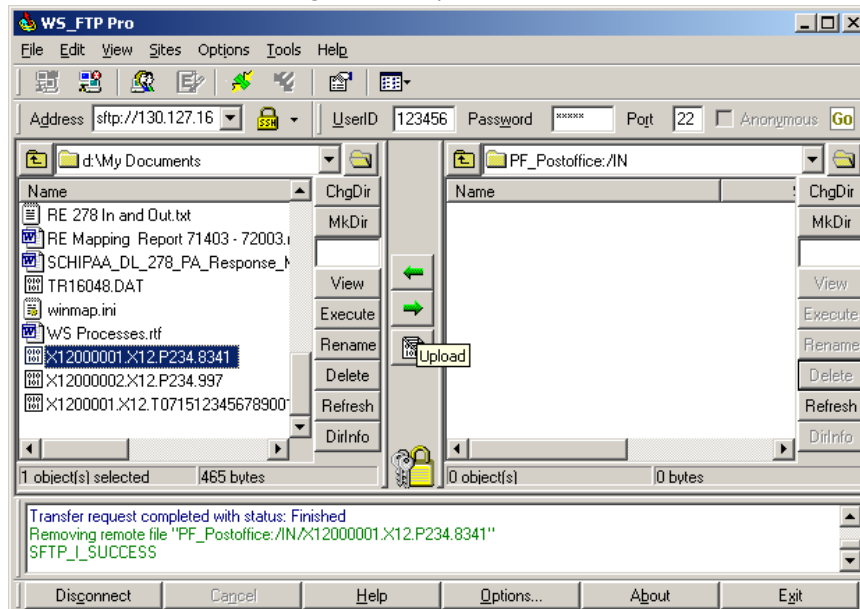 WS_FTP Pro
File Edit View Sites Options Tools Help
Address sftp://130.127.16 SSH UserID 123456 Password ××××× Port 22 Anonymous Go
d:\My Documents
PF_Postoffice:/IN
Name ChgDir
Name ChgDir
RE 278 In and Out.txt
MkDir
MkDir
RE Mapping Report 71403 - 72003.
SCHIPAA_DL_278_PA_Response_
TR16048.DAT
View
View
winmap.ini
Execute
Execute
WS Processes.rtf
Rename
Upload
Rename
X12000001.X12.P234.8341
X12000002.X12.P234.997
Delete
Delete
X1200001.X12.T07151234567890
Refresh
Refresh
DirInfo
DirInfo
1 object(s) selected 465 bytes
0 object(s) 0 bytes
Transfer request completed with status: Finished
Removing remote file "PF_Postoffice:/IN/X12000001.X12.P234.8341"
SFTP_I_SUCCESS
Disconnect Cancel Help Options... About Exit